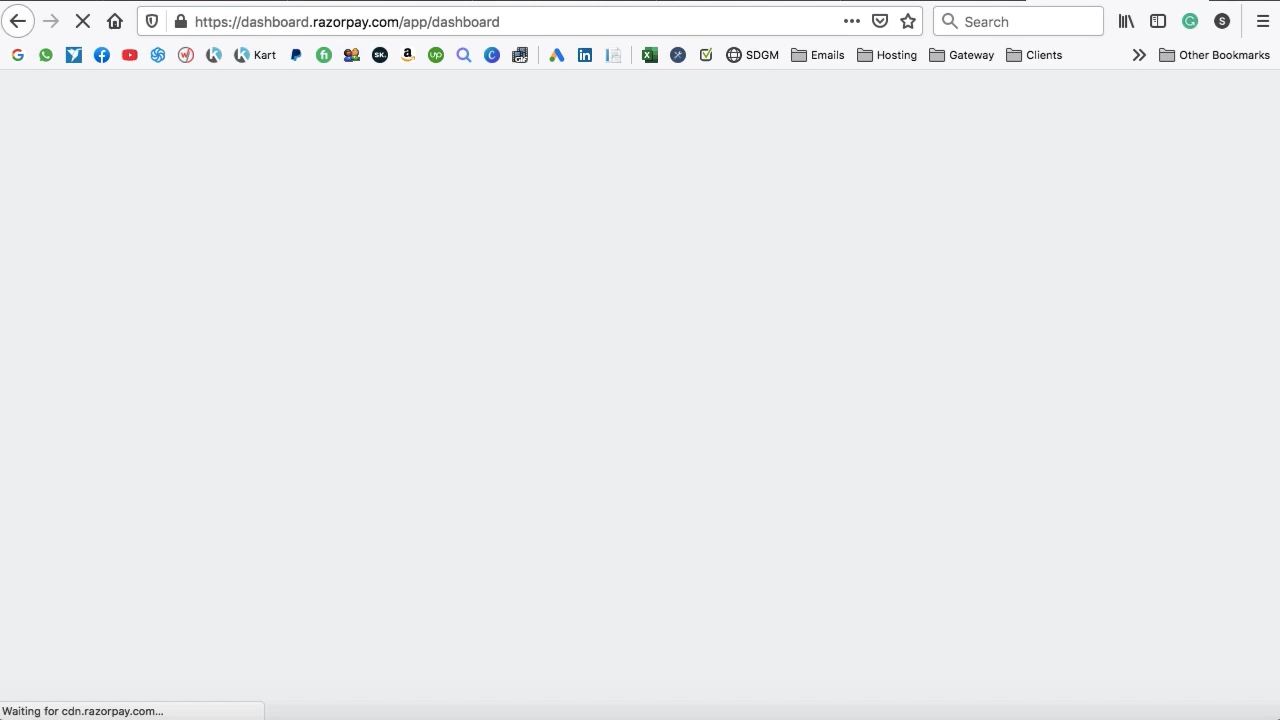 https://dashboard.razorpay.com/app/dashboard
Search
Kart
SDGM
Emails
Hosting
Gateway
Clients
Other Bookmarks
Waiting for cdn.razorpay.com...